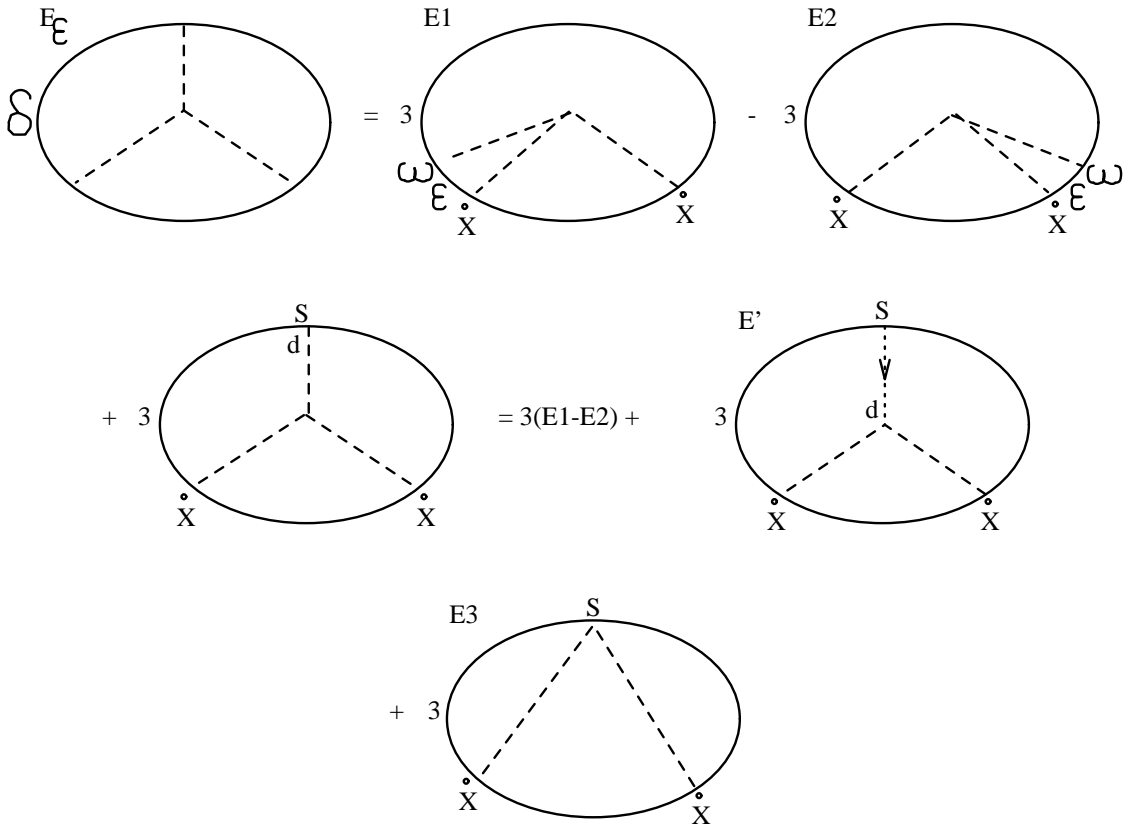 E ε E1 E2
δ = 3 - 3
ω ε ε ω
X X X X
S S
d E'
+ 3 = 3(E1-E2) + 3 d
X X X X
E3 S
+ 3
X X